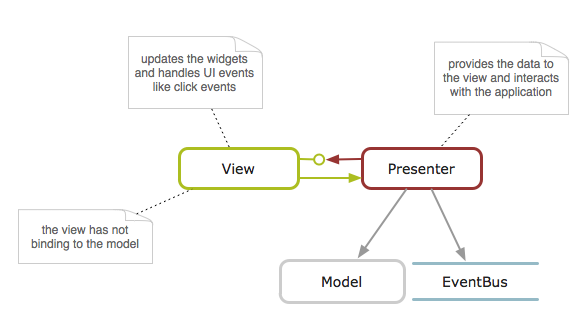 updates the widgets
and handles UI events
like click events
provides the data to
the view and interacts
with the application
View
Presenter
the view has not
binding to the model
Model
EventBus